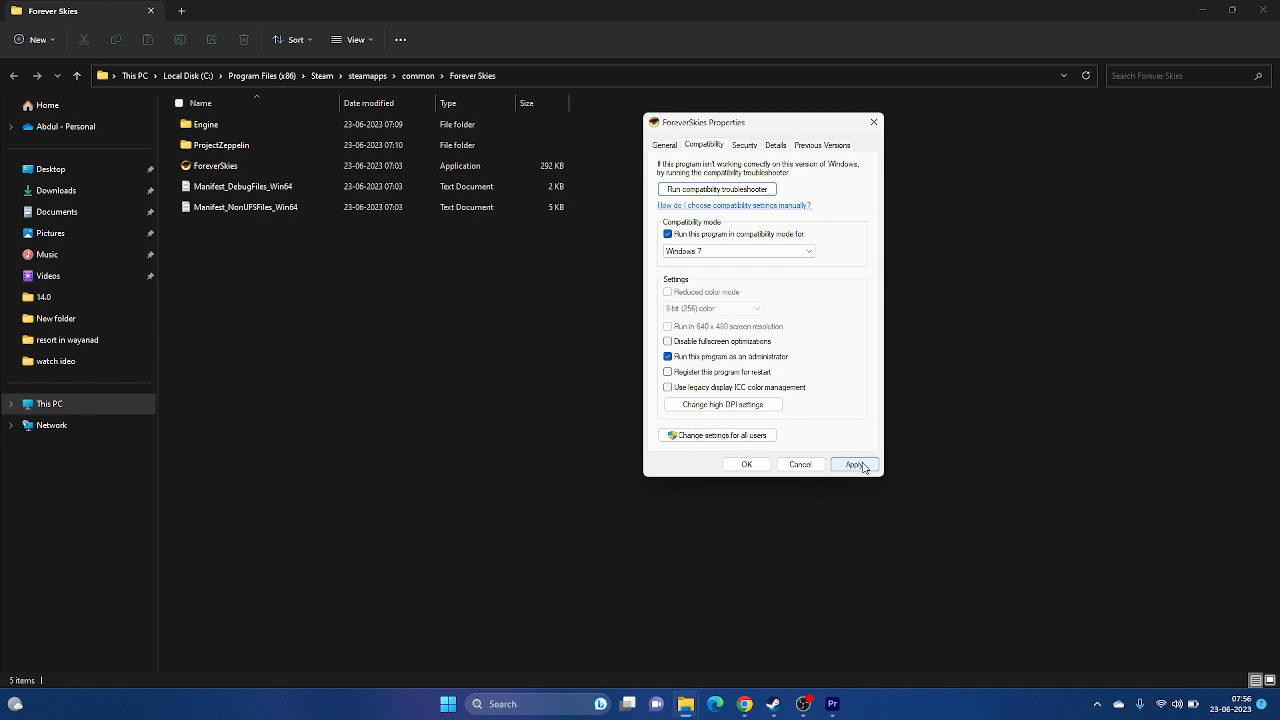 Forever Skies
New
Sort
View
This PC
Local Disk (C:)
Program Files (x86)
Steam
steamapps
common
Forever Skies
Search Forever Skies
Home
Abdul - Personal
Desktop
Downloads
Documents
Pictures
Music
Videos
14.0
New folder
watch ideo
This PC
Network
Name
Date modified
Type
Size
Engine
23-06-2023 07:09
File folder
ProjectZeppelin
23-06-2023 07:10
File folder
ForeverSkies
23-06-2023 07:03
Application
292 KB
Manifest_DebugFiles_Win64
23-06-2023 07:03
Text Document
2 KB
Manifest_NonUFSFiles_Win64
23-06-2023 07:03
Text Document
5 KB
ForeverSkies Properties
General
Compatibility
Security
Details
Previous Versions
If this program isn't working correctly on this version of Windows,
try running the compatibility troubleshooter.
Run compatibility troubleshooter
How do I choose compatibility settings manually?
Compatibility mode
Run this program in compatibility mode for:
Windows 7
Settings
Reduced color mode
8-bit (256) color
Run in 640 x 480 screen resolution
Disable fullscreen optimizations
Run this program as an administrator
Register this program for restart
Use legacy display ICC color management
Change high DPI settings
Change settings for all users
OK
Cancel
Apply
5 items
Search
Pr
07:56
23-06-2023